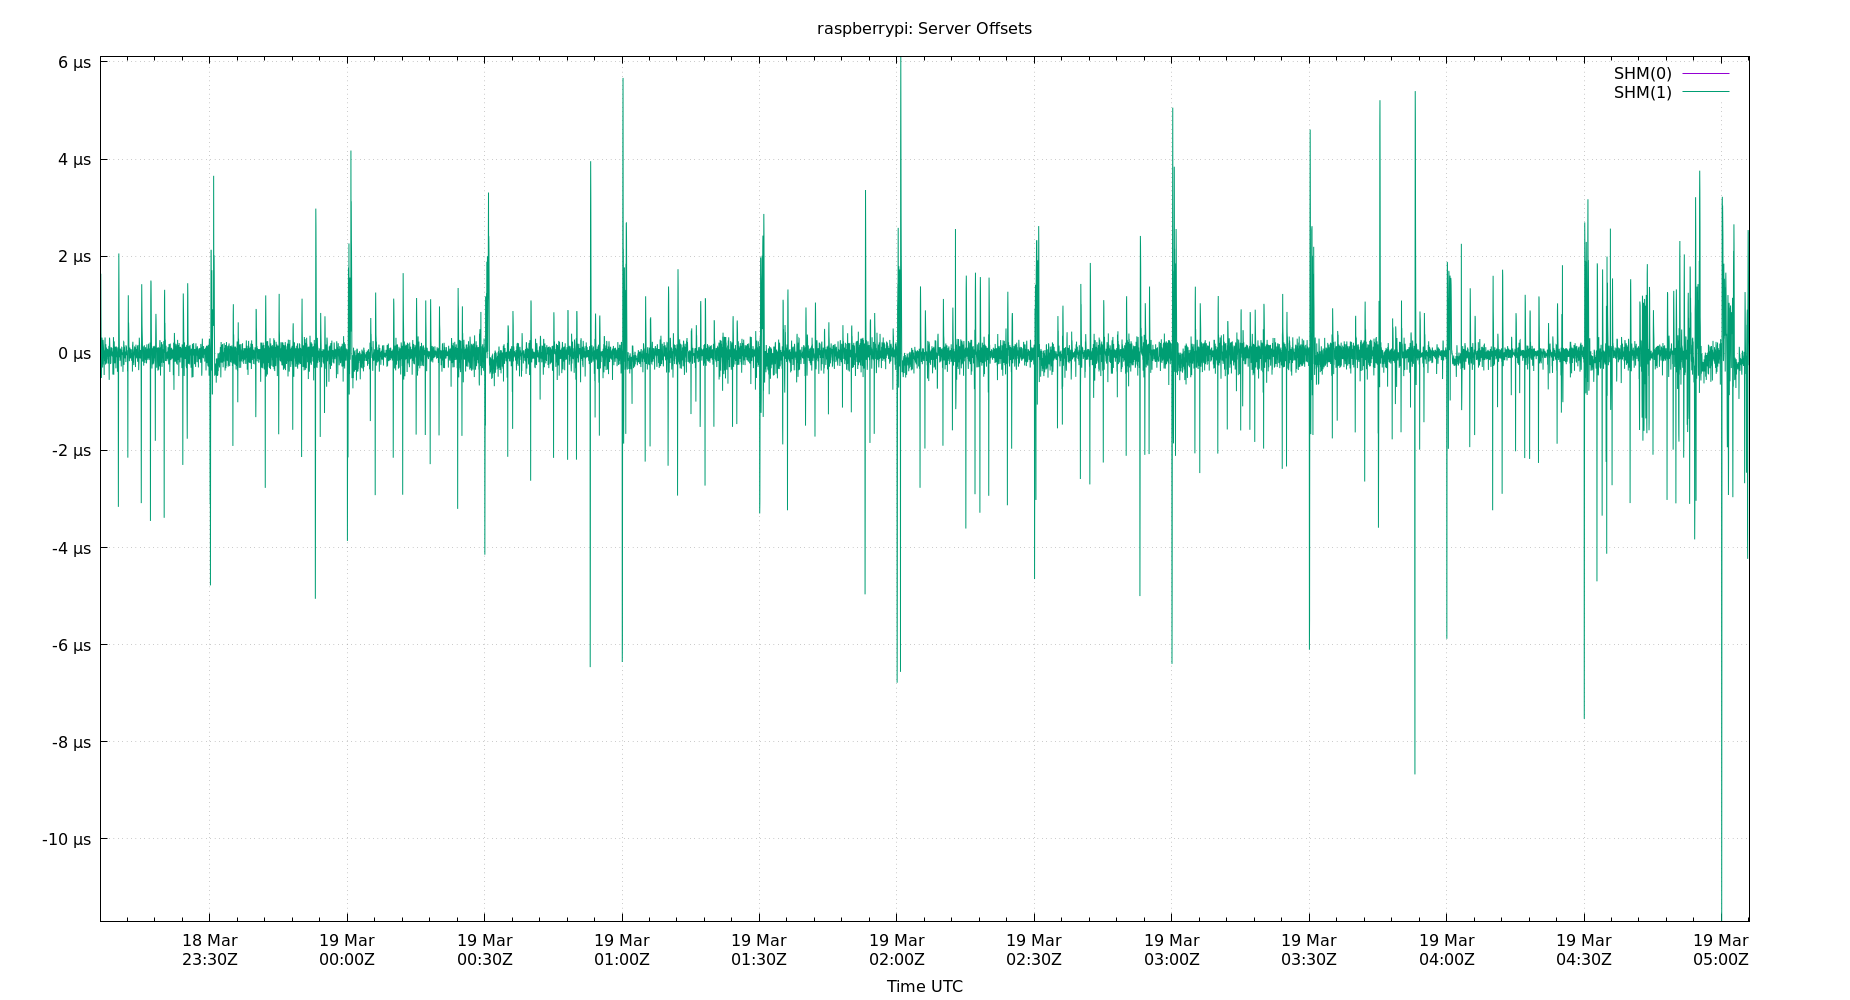 raspberrypi: Server Offsets
6 µs
4 µs
2 µs
0 µs
-2 µs
-4 µs
-6 µs
-8 µs
-10 µs
SHM(0)
SHM(1)
18 Mar 19 Mar 19 Mar 19 Mar 19 Mar 19 Mar 19 Mar 19 Mar 19 Mar 19 Mar 19 Mar 19 Mar
23:30Z 00:00Z 00:30Z 01:00Z 01:30Z 02:00Z 02:30Z 03:00Z 03:30Z 04:00Z 04:30Z 05:00Z
Time UTC